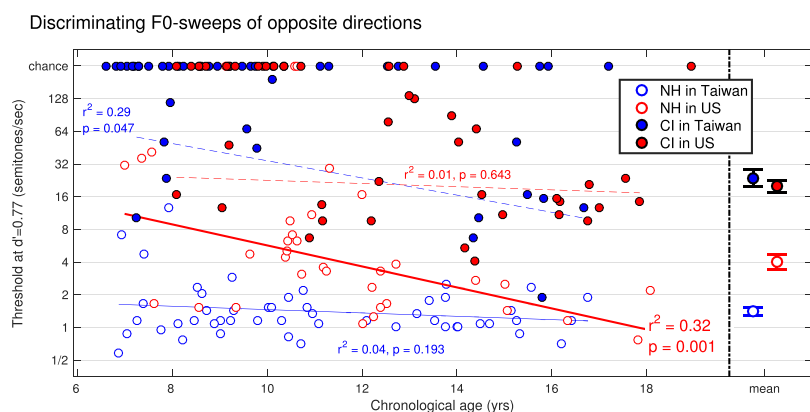 Discriminating F0-sweeps of opposite directions
Threshold at d'=0.77 (semitones/sec)
chance
128
64
32
16
8
4
2
1
1/2
r² = 0.29
p = 0.047
r² = 0.01, p = 0.643
r² = 0.04, p = 0.193
r² = 0.32
p = 0.001
NH in Taiwan
NH in US
CI in Taiwan
CI in US
6 8 10 12 14 16 18 mean
Chronological age (yrs)